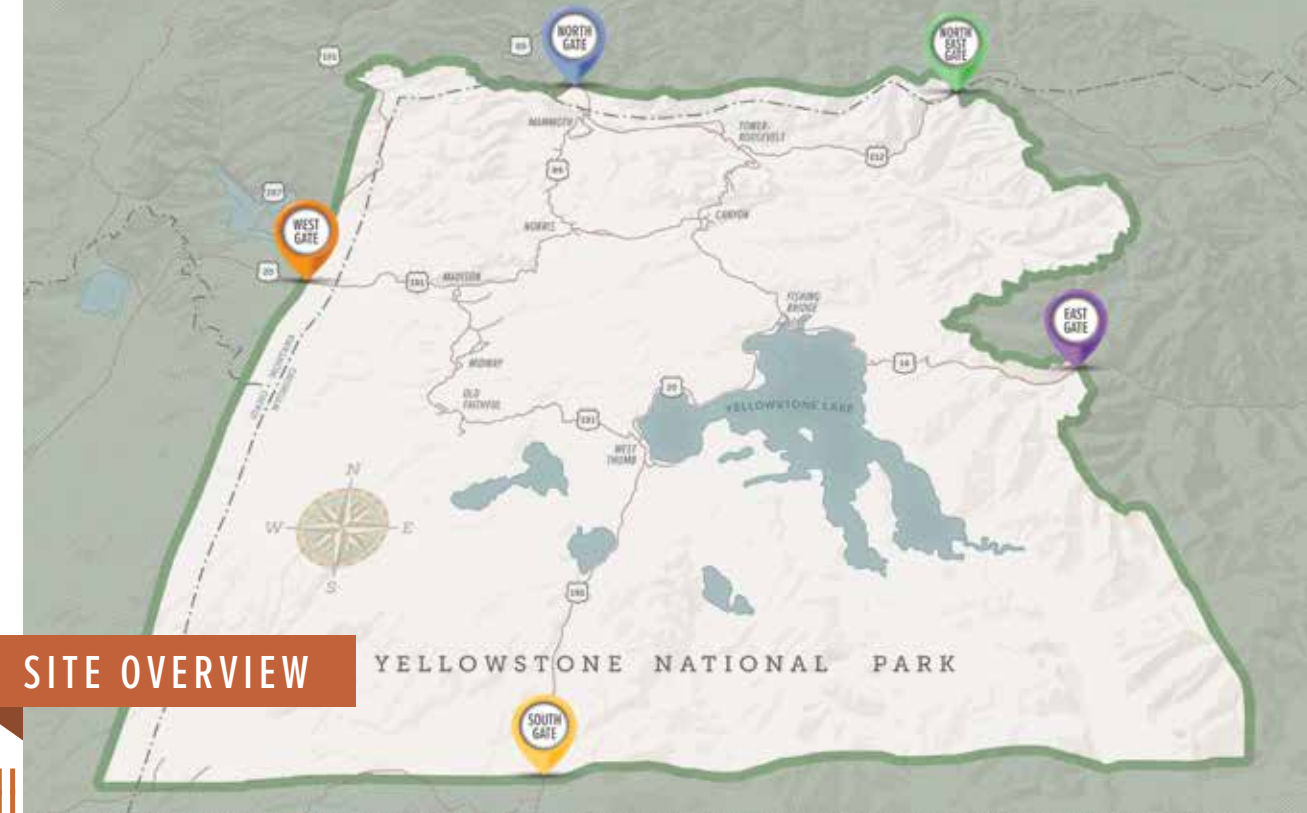 NORTH
GATE
NORTH
EAST
GATE
89
191
MAMMOTH
TOWER-
ROOSEVELT
212
89
287
WEST
GATE
NORRIS
CANYON
20
191
MADISON
FISHING
BRIDGE
EAST
GATE
MIDWAY
OLD
FAITHFUL
14
20
YELLOWSTONE LAKE
191
WEST
THUMB
N
W
E
S
SITE OVERVIEW
YELLOWSTONE NATIONAL PARK
SOUTH
GATE